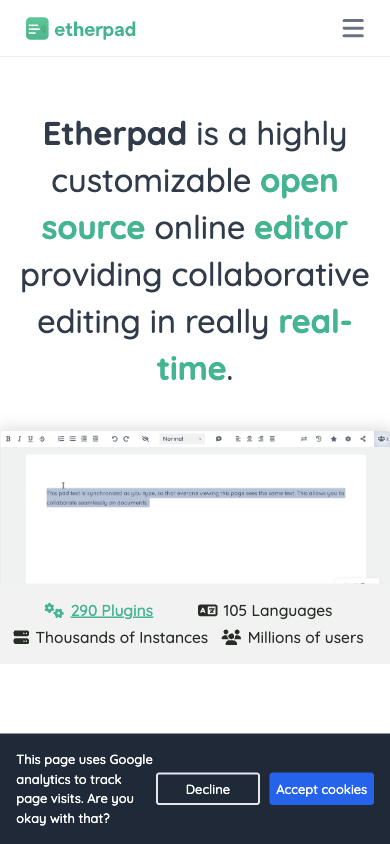 etherpad
Etherpad is a highly
customizable open
source online editor
providing collaborative
editing in really real-
time.
B I U S Normal
This pad text is synchronized as you type, so that everyone viewing this page sees the same text. This allows you to
collaborate seamlessly on documents.
290 Plugins 105 Languages
Thousands of Instances Millions of users
This page uses Google
analytics to track
page visits. Are you
okay with that?
Decline Accept cookies